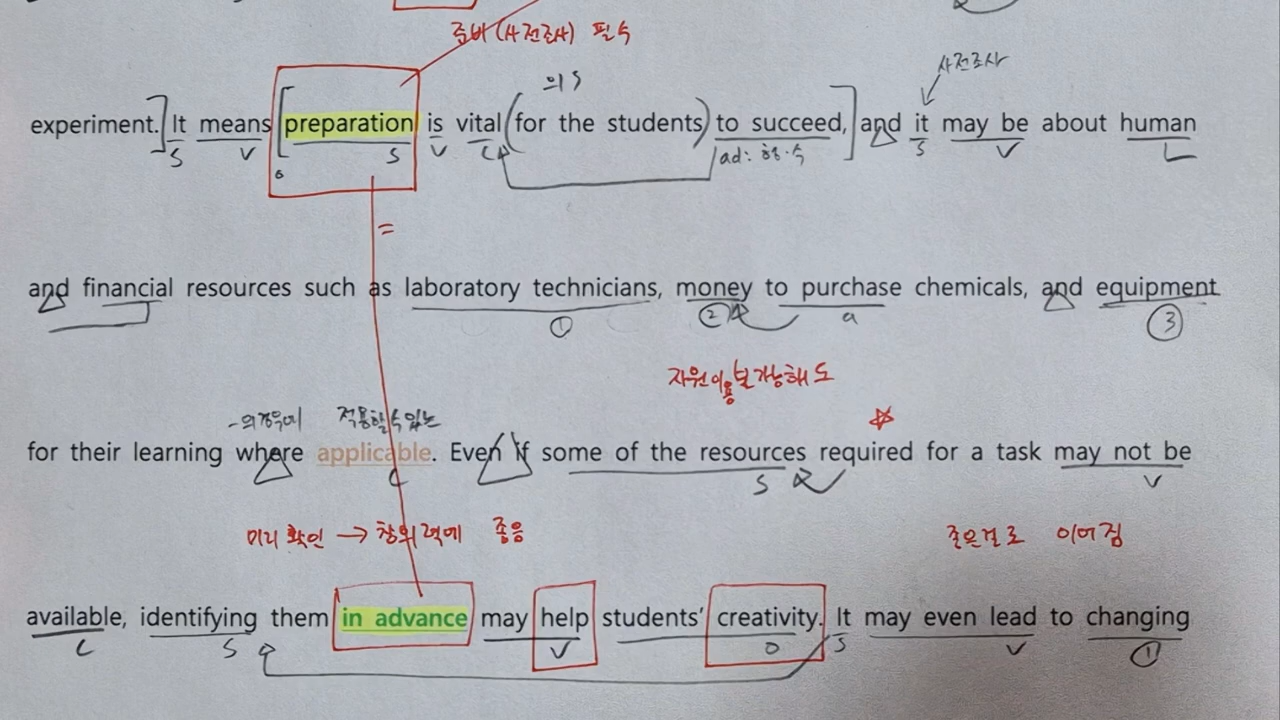 준비(사전조사) 필수
의 S
사전조사
experiment.] It means [preparation is vital (for the students) to succeed,] and it may be about human
S V o S V C ad: 형·수 S V
=
and financial resources such as laboratory technicians, money to purchase chemicals, and equipment
① ② a ③
자원이용불가능해도
~의 경우에 적용할 수 있는
for their learning where applicable. Even if some of the resources required for a task may not be
C S V
미리 확인 → 창의력에 좋음 좋은걸로 이어짐
available, identifying them in advance may help students' creativity. It may even lead to changing
C S V O S V ①